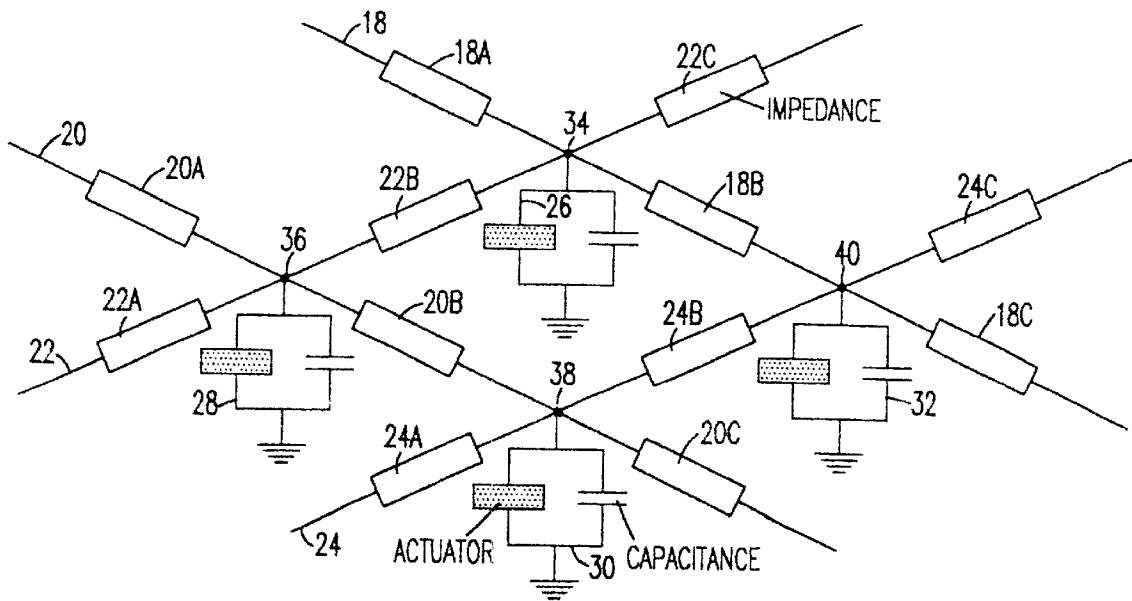 18
18A
22C
IMPEDANCE
34
20
20A
22B
26
18B
24C
36
40
22A
20B
24B
18C
22
28
38
32
24A
20C
24
ACTUATOR
30
CAPACITANCE